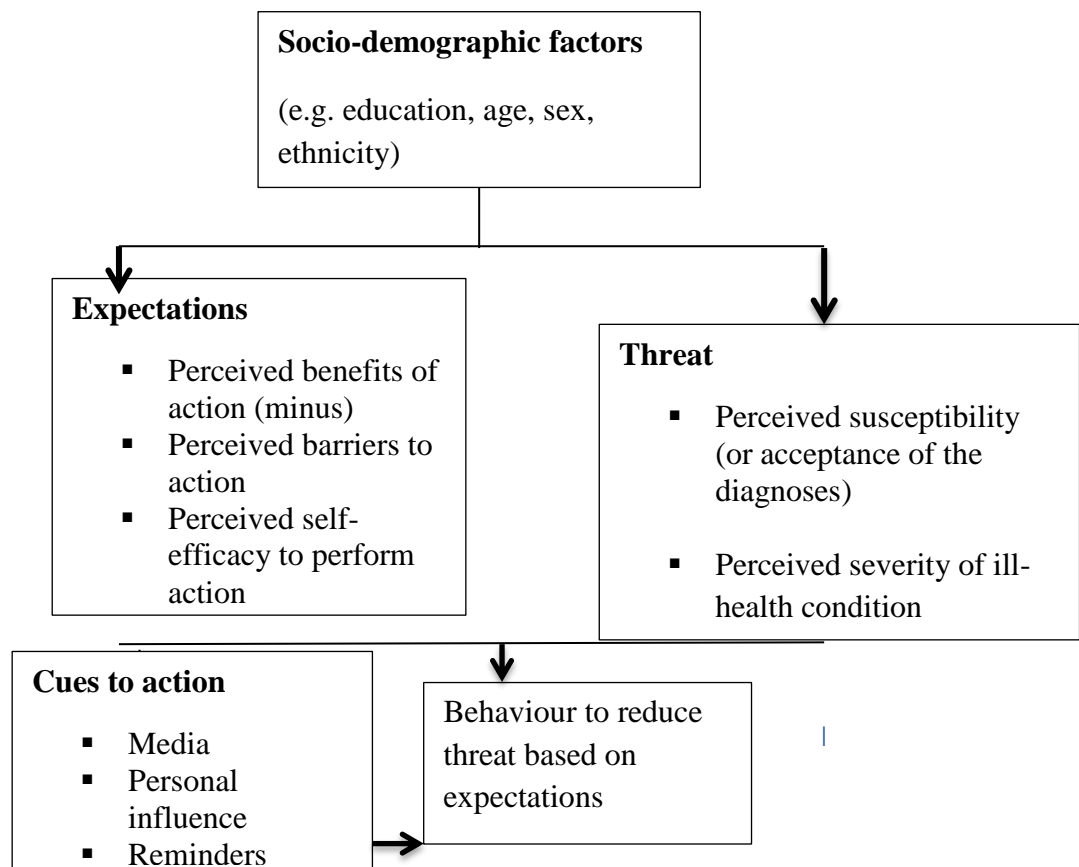 Socio-demographic factors
(e.g. education, age, sex,
ethnicity)
Expectations
▪ Perceived benefits of
action (minus)
▪ Perceived barriers to
action
▪ Perceived self-
efficacy to perform
action
Threat
▪ Perceived susceptibility
(or acceptance of the
diagnoses)
▪ Perceived severity of ill-
health condition
Cues to action
▪ Media
▪ Personal
influence
▪ Reminders
Behaviour to reduce
threat based on
expectations